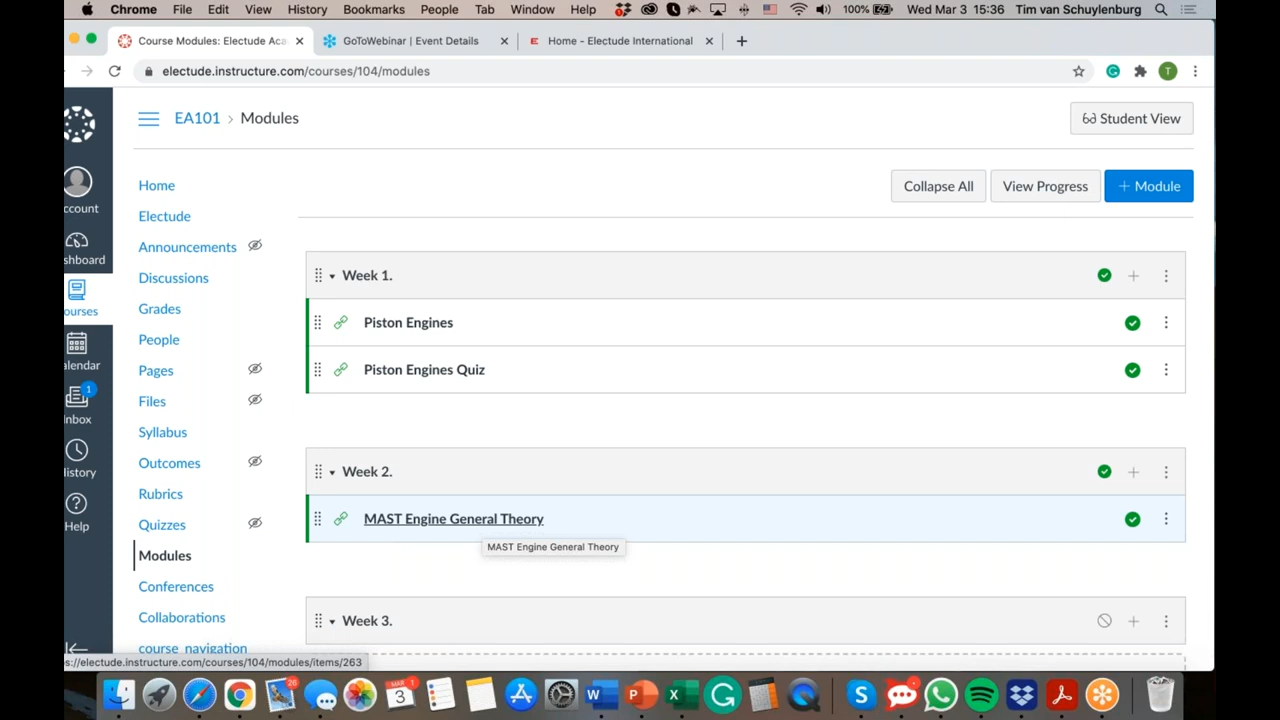 Chrome File Edit View History Bookmarks People Tab Window Help 100% Wed Mar 3 15:36 Tim van Schuylenburg
Course Modules: Electude Aca GoToWebinar | Event Details Home - Electude International
electude.instructure.com/courses/104/modules T
EA101 › Modules
Student View
Collapse All View Progress + Module
ccount
shboard
ourses
alendar
1
Inbox
istory
Help
Home
Electude
Announcements
Discussions
Grades
People
Pages
Files
Syllabus
Outcomes
Rubrics
Quizzes
Modules
Conferences
Collaborations
course_navigation
Week 1.
Piston Engines
Piston Engines Quiz
Week 2.
MAST Engine General Theory
MAST Engine General Theory
Week 3.
s://electude.instructure.com/courses/104/modules/items/263